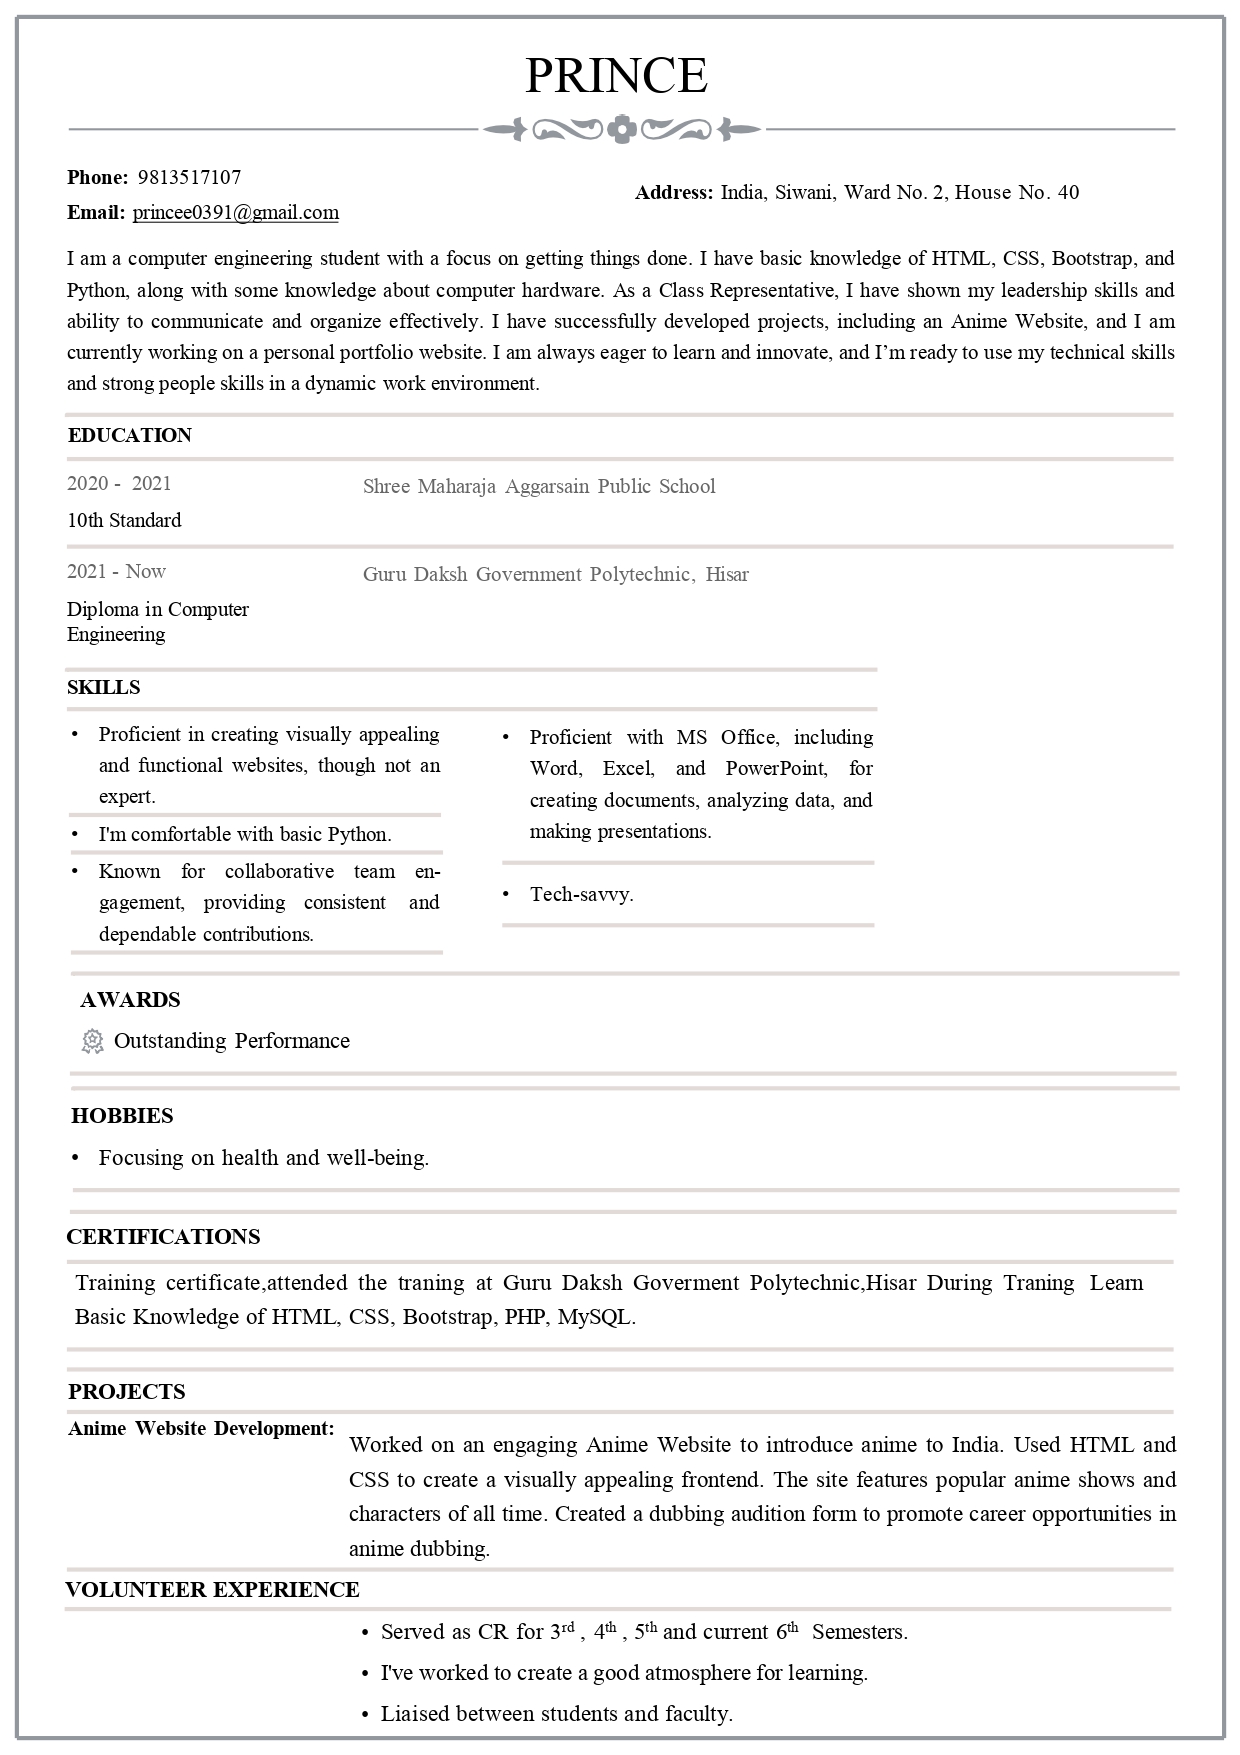 PRINCE
Phone: 9813517107
Email: princee0391@gmail.com
Address: India, Siwani, Ward No. 2, House No. 40
I am a computer engineering student with a focus on getting things done. I have basic knowledge of HTML, CSS, Bootstrap, and
Python, along with some knowledge about computer hardware. As a Class Representative, I have shown my leadership skills and
ability to communicate and organize effectively. I have successfully developed projects, including an Anime Website, and I am
currently working on a personal portfolio website. I am always eager to learn and innovate, and I’m ready to use my technical skills
and strong people skills in a dynamic work environment.
EDUCATION
2020 - 2021
Shree Maharaja Aggarsain Public School
10th Standard
2021 - Now
Guru Daksh Government Polytechnic, Hisar
Diploma in Computer
Engineering
SKILLS
• Proficient in creating visually appealing
and functional websites, though not an
expert.
• I'm comfortable with basic Python.
• Known for collaborative team en-
gagement, providing consistent and
dependable contributions.
• Proficient with MS Office, including
Word, Excel, and PowerPoint, for
creating documents, analyzing data, and
making presentations.
• Tech-savvy.
AWARDS
Outstanding Performance
HOBBIES
• Focusing on health and well-being.
CERTIFICATIONS
Training certificate,attended the traning at Guru Daksh Goverment Polytechnic,Hisar During Traning Learn
Basic Knowledge of HTML, CSS, Bootstrap, PHP, MySQL.
PROJECTS
Anime Website Development:
Worked on an engaging Anime Website to introduce anime to India. Used HTML and
CSS to create a visually appealing frontend. The site features popular anime shows and
characters of all time. Created a dubbing audition form to promote career opportunities in
anime dubbing.
VOLUNTEER EXPERIENCE
• Served as CR for 3rd , 4th , 5th and current 6th Semesters.
• I've worked to create a good atmosphere for learning.
• Liaised between students and faculty.